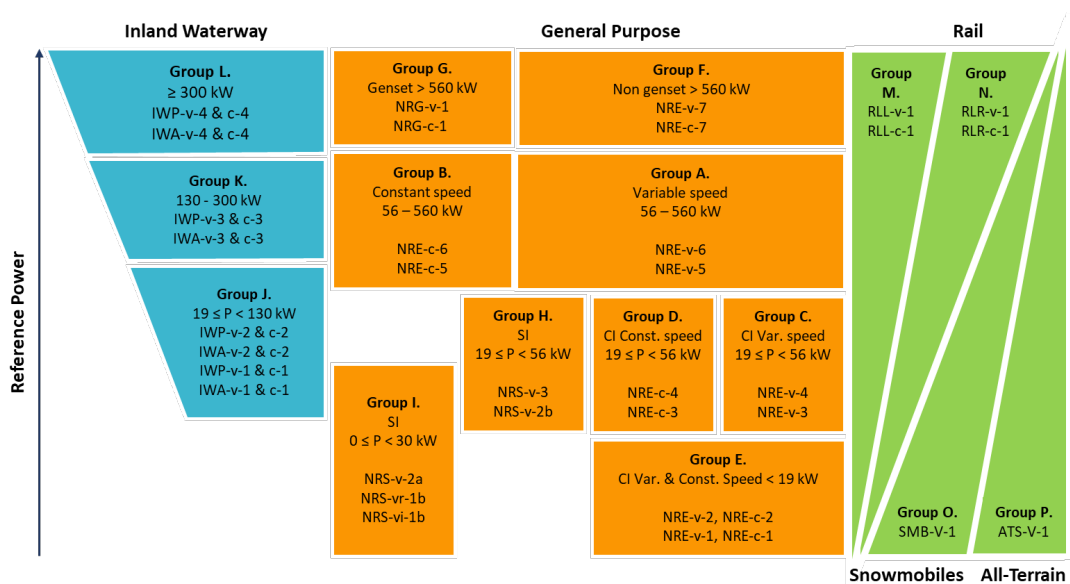 Inland Waterway
General Purpose
Rail
Reference Power
Group L.
≥ 300 kW
IWP-v-4 & c-4
IWA-v-4 & c-4
Group K.
130 - 300 kW
IWP-v-3 & c-3
IWA-v-3 & c-3
Group J.
19 ≤ P < 130 kW
IWP-v-2 & c-2
IWA-v-2 & c-2
IWP-v-1 & c-1
IWA-v-1 & c-1
Group G.
Genset > 560 kW
NRG-v-1
NRG-c-1
Group F.
Non genset > 560 kW
NRE-v-7
NRE-c-7
Group B.
Constant speed
56 – 560 kW
NRE-c-6
NRE-c-5
Group A.
Variable speed
56 – 560 kW
NRE-v-6
NRE-v-5
Group H.
SI
19 ≤ P < 56 kW
NRS-v-3
NRS-v-2b
Group D.
CI Const. speed
19 ≤ P < 56 kW
NRE-c-4
NRE-c-3
Group C.
CI Var. speed
19 ≤ P < 56 kW
NRE-v-4
NRE-v-3
Group I.
SI
0 ≤ P < 30 kW
NRS-v-2a
NRS-vr-1b
NRS-vi-1b
Group E.
CI Var. & Const. Speed < 19 kW
NRE-v-2, NRE-c-2
NRE-v-1, NRE-c-1
Group
M.
RLL-v-1
RLL-c-1
Group
N.
RLR-v-1
RLR-c-1
Group O.
SMB-V-1
Group P.
ATS-V-1
Snowmobiles
All-Terrain